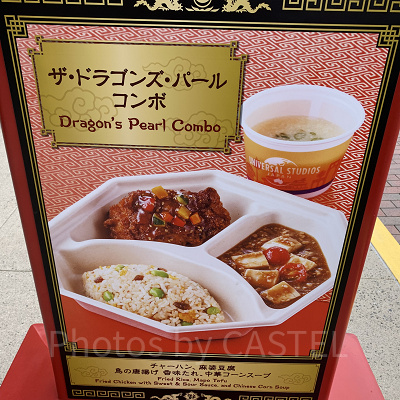 ザ・ドラゴンズ・パール
コンボ
Dragon's Pearl Combo
UNIVERSAL STUDIOS
Photos by CASTEL
チャーハン、麻婆豆腐
鳥の唐揚げ 香味たれ、中華コーンスープ
Fried Rice, Mapo Tofu
Fried Chicken with Sweet & Sour Sauce, and Chinese Corn Soup